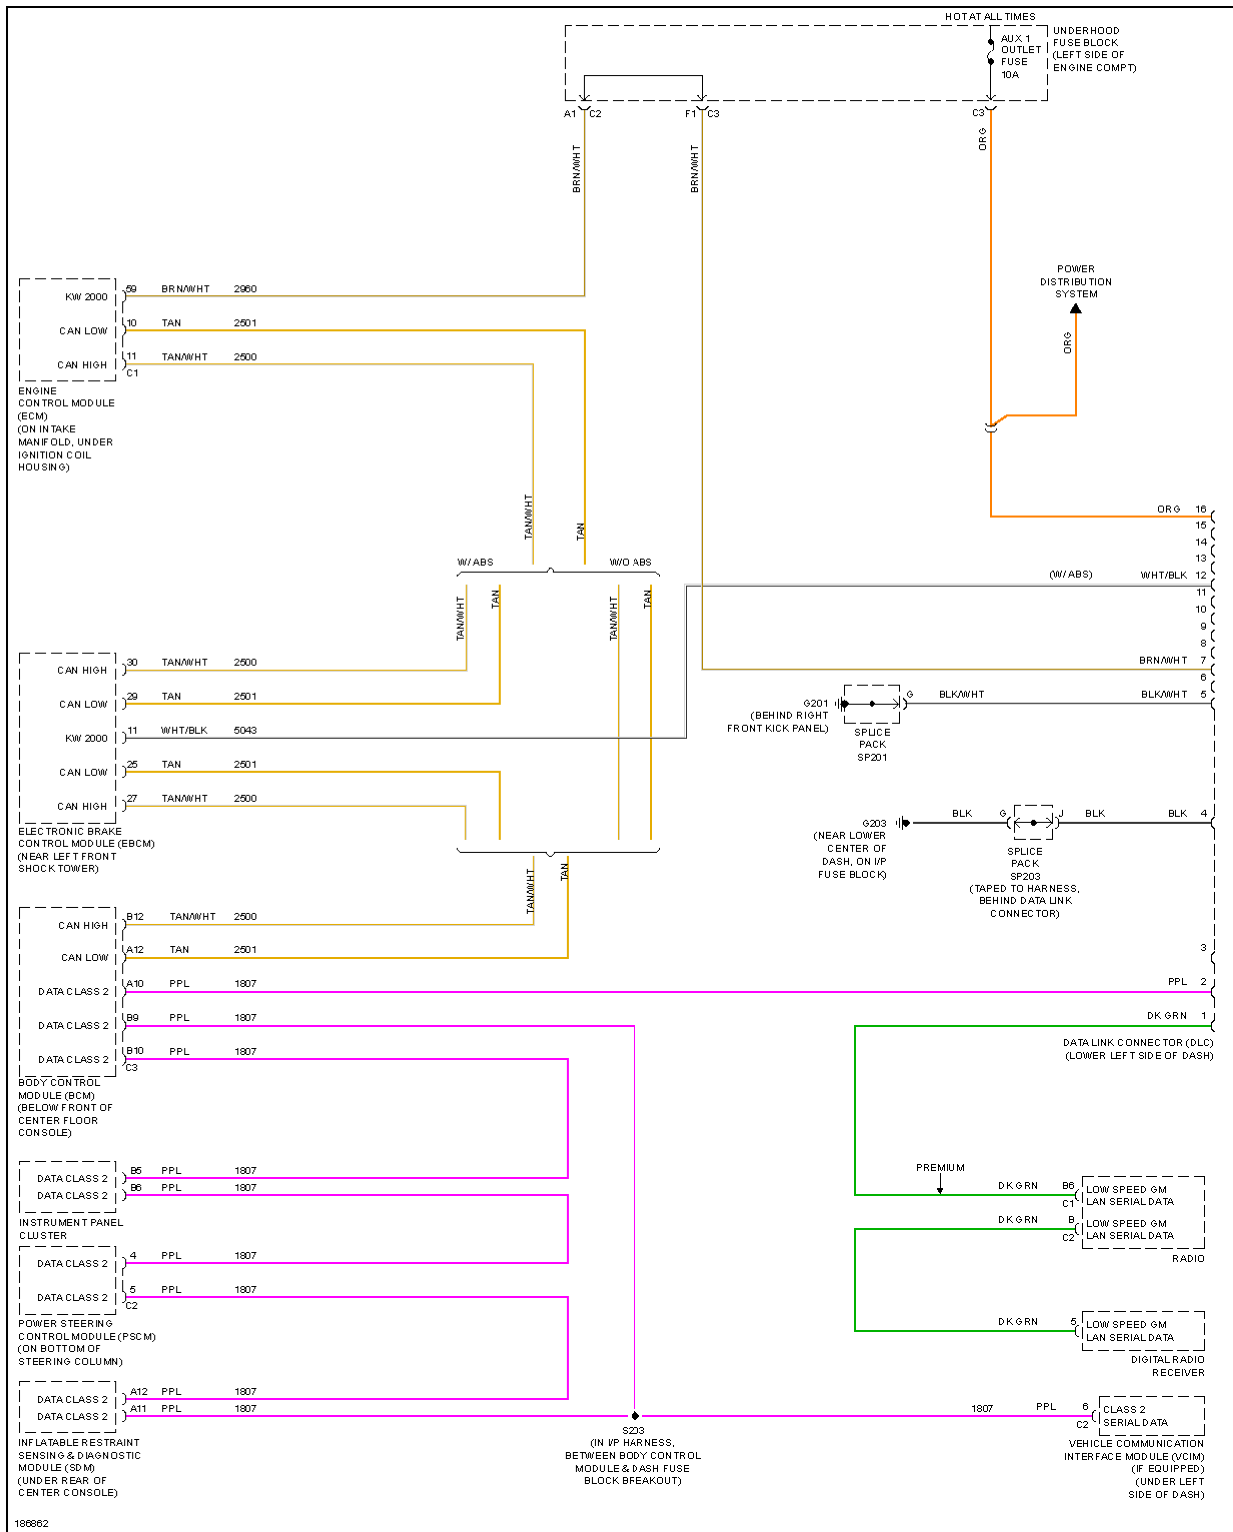 HOT AT ALL TIMES
AUX 1
OUTLET
FUSE
10A
UNDERHOOD
FUSE BLOCK
(LEFT SIDE OF
ENGINE COMPT)
A1 C2
F1 C3
C3
BRN/WHT
BRN/WHT
ORG
POWER
DISTRIBUTION
SYSTEM
ORG
KW 2000 59 BRN/WHT 2960
CAN LOW 10 TAN 2501
CAN HIGH 11 TAN/WHT 2500
C1
ENGINE
CONTROL MODULE
(ECM)
(ON INTAKE
MANIFOLD, UNDER
IGNITION COIL
HOUSING)
TAN/WHT
TAN
W/ ABS
W/O ABS
TAN/WHT
TAN
TAN/WHT
TAN
ORG 16
15
14
13
(W/ ABS) WHT/BLK 12
11
10
9
8
BRN/WHT 7
6
BLK/WHT 5
CAN HIGH 30 TAN/WHT 2500
CAN LOW 29 TAN 2501
KW 2000 11 WHT/BLK 5043
CAN LOW 25 TAN 2501
CAN HIGH 27 TAN/WHT 2500
ELECTRONIC BRAKE
CONTROL MODULE (EBCM)
(NEAR LEFT FRONT
SHOCK TOWER)
G201
(BEHIND RIGHT
FRONT KICK PANEL)
G BLK/WHT
SPLICE
PACK
SP201
G203
(NEAR LOWER
CENTER OF
DASH, ON I/P
FUSE BLOCK)
BLK G J BLK BLK 4
SPLICE
PACK
SP203
(TAPED TO HARNESS,
BEHIND DATA LINK
CONNECTOR)
TAN/WHT
TAN
CAN HIGH B12 TAN/WHT 2500
CAN LOW A12 TAN 2501
DATA CLASS 2 A10 PPL 1807
DATA CLASS 2 B9 PPL 1807
DATA CLASS 2 B10 PPL 1807
C3
BODY CONTROL
MODULE (BCM)
(BELOW FRONT OF
CENTER FLOOR
CONSOLE)
3
PPL 2
DK GRN 1
DATA LINK CONNECTOR (DLC)
(LOWER LEFT SIDE OF DASH)
DATA CLASS 2 B5 PPL 1807
DATA CLASS 2 B6 PPL 1807
INSTRUMENT PANEL
CLUSTER
DATA CLASS 2 4 PPL 1807
DATA CLASS 2 5 PPL 1807
C2
POWER STEERING
CONTROL MODULE (PSCM)
(ON BOTTOM OF
STEERING COLUMN)
DATA CLASS 2 A12 PPL 1807
DATA CLASS 2 A11 PPL 1807
INFLATABLE RESTRAINT
SENSING & DIAGNOSTIC
MODULE (SDM)
(UNDER REAR OF
CENTER CONSOLE)
PREMIUM
DK GRN B6
C1
LOW SPEED GM
LAN SERIAL DATA
DK GRN B
C2
LOW SPEED GM
LAN SERIAL DATA
RADIO
DK GRN 5
LOW SPEED GM
LAN SERIAL DATA
DIGITAL RADIO
RECEIVER
S233
(IN I/P HARNESS,
BETWEEN BODY CONTROL
MODULE & DASH FUSE
BLOCK BREAKOUT)
1807 PPL 6
C2
CLASS 2
SERIAL DATA
VEHICLE COMMUNICATION
INTERFACE MODULE (VCIM)
(IF EQUIPPED)
(UNDER LEFT
SIDE OF DASH)
186862